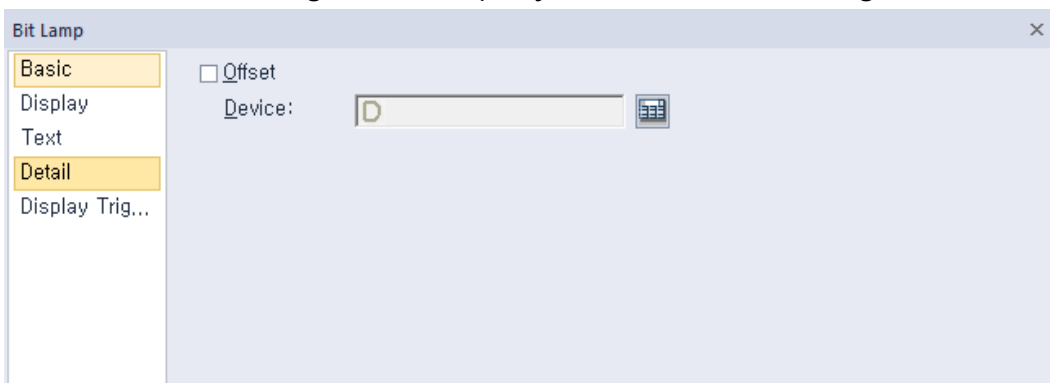 Bit Lamp
Basic
Display
Text
Detail
Display Trig...
Offset
Device:
D